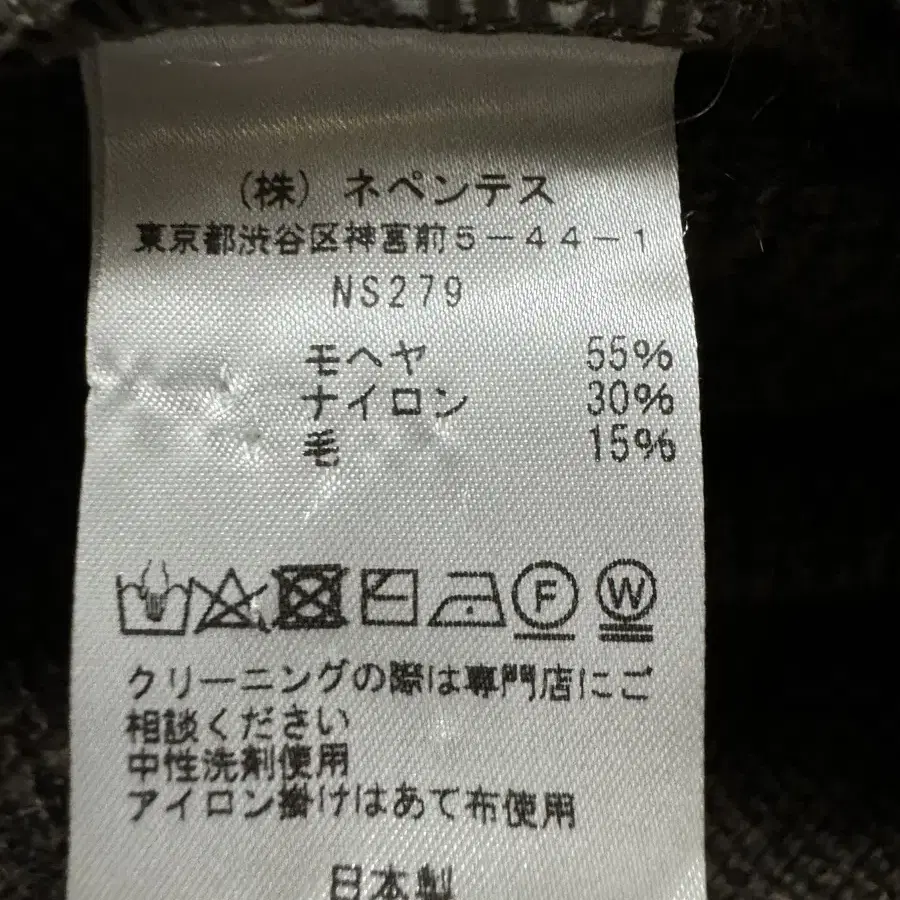 (株) ネペンテス
東京都渋谷区神宮前5-44-1
NS279
モヘヤ 55%
ナイロン 30%
毛 15%
F W
クリーニングの際は専門店にご
相談ください
中性洗剤使用
アイロン掛けはあて布使用
日本製